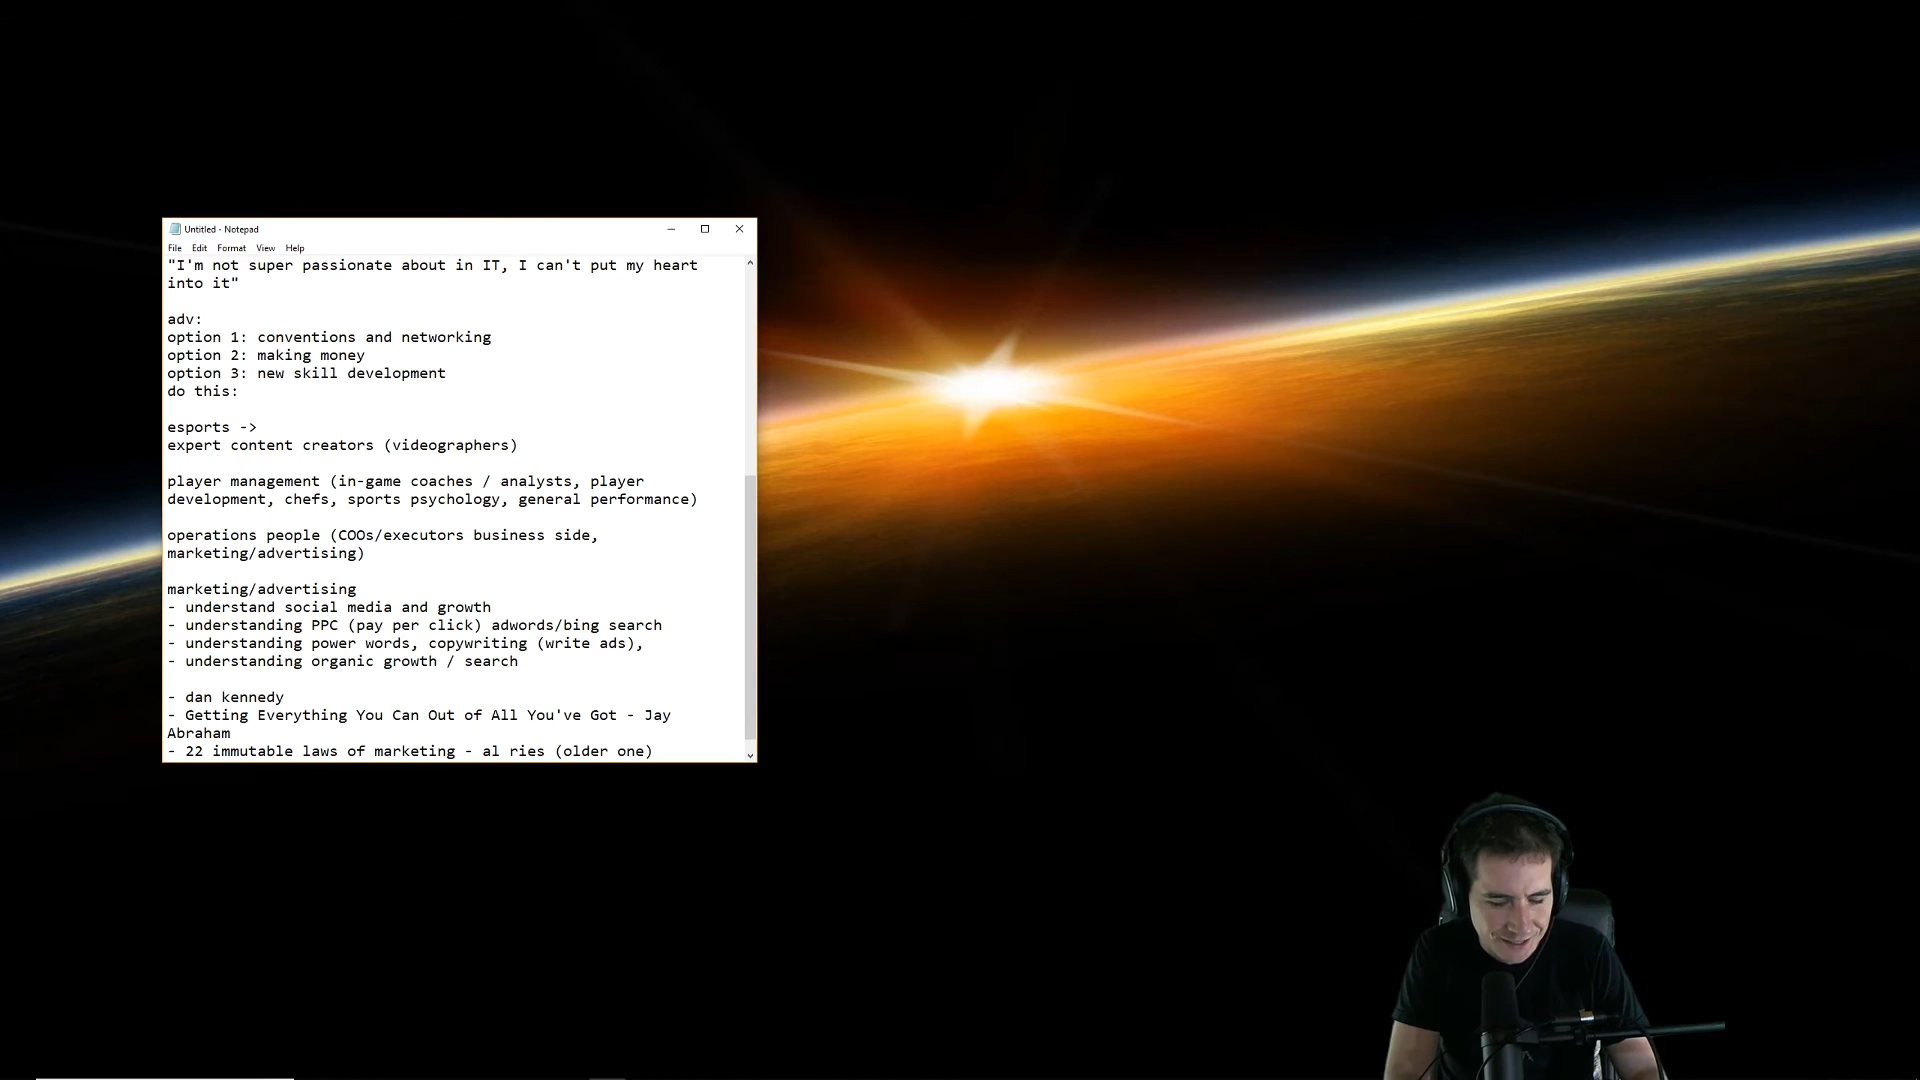 Untitled - Notepad
File Edit Format View Help
"I'm not super passionate about in IT, I can't put my heart
into it"
adv:
option 1: conventions and networking
option 2: making money
option 3: new skill development
do this:
esports ->
expert content creators (videographers)
player management (in-game coaches / analysts, player
development, chefs, sports psychology, general performance)
operations people (COOs/executors business side,
marketing/advertising)
marketing/advertising
- understand social media and growth
- understanding PPC (pay per click) adwords/bing search
- understanding power words, copywriting (write ads),
- understanding organic growth / search
- dan kennedy
- Getting Everything You Can Out of All You've Got - Jay
Abraham
- 22 immutable laws of marketing - al ries (older one)